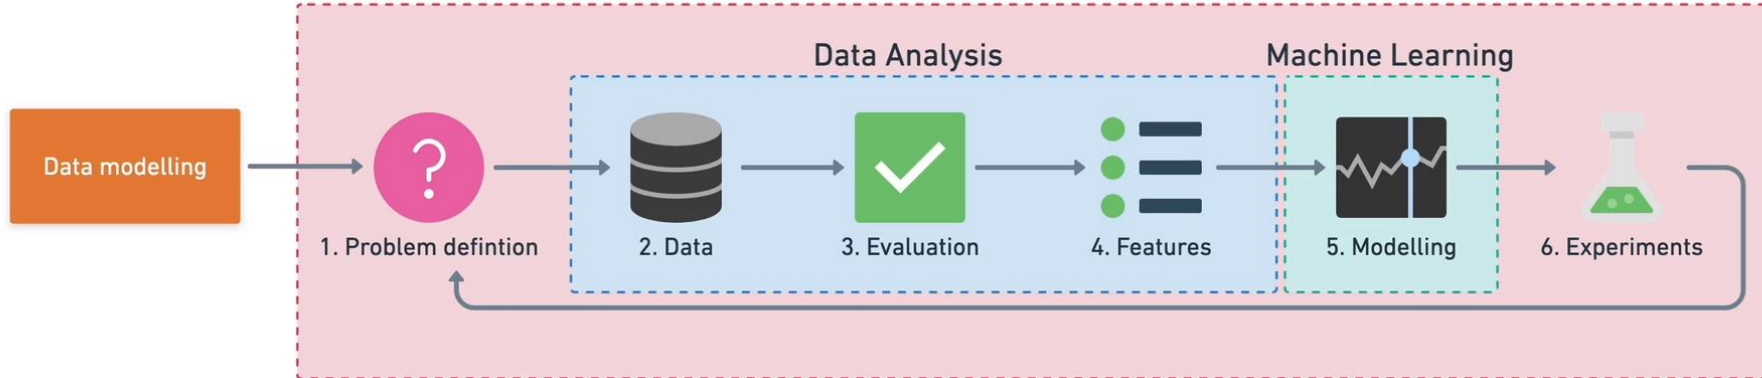 Data Analysis
Machine Learning
Data modelling
?
1. Problem defintion
2. Data
3. Evaluation
4. Features
5. Modelling
6. Experiments